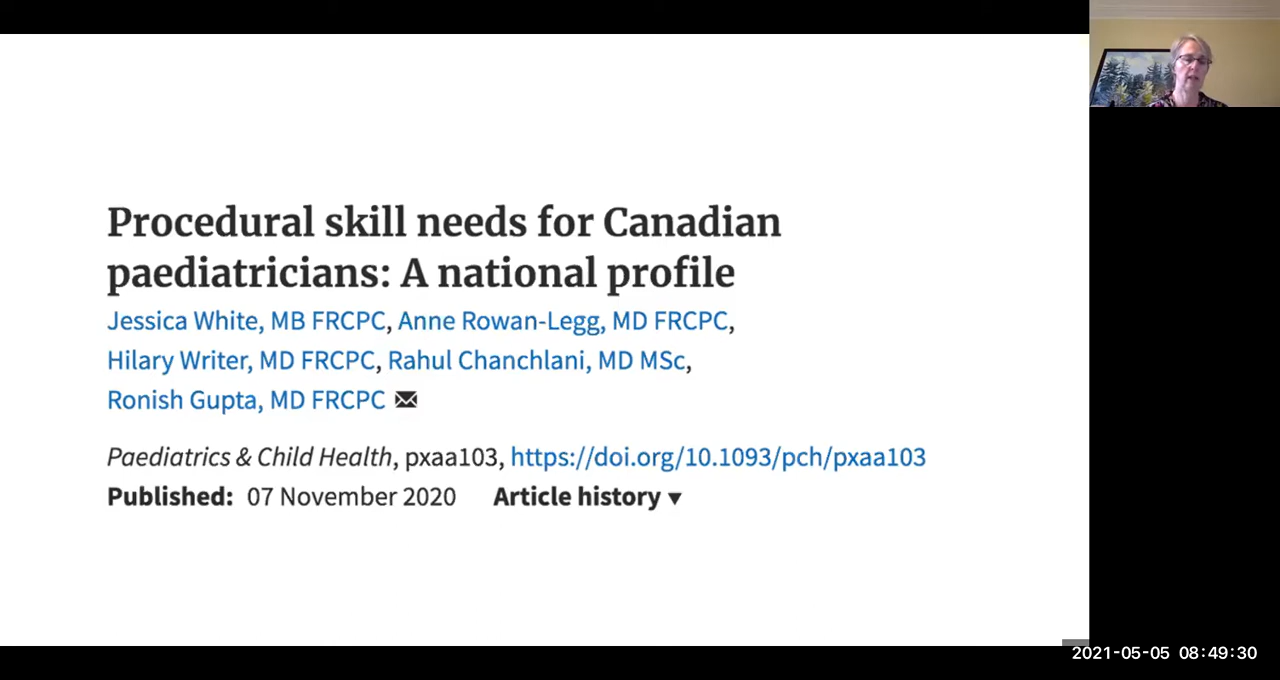 Procedural skill needs for Canadian
paediatricians: A national profile
Jessica White, MB FRCPC, Anne Rowan-Legg, MD FRCPC,
Hilary Writer, MD FRCPC, Rahul Chanchlani, MD MSc,
Ronish Gupta, MD FRCPC
Paediatrics & Child Health, pxaa103, https://doi.org/10.1093/pch/pxaa103
Published: 07 November 2020 Article history ▼
2021-05-05 08:49:30